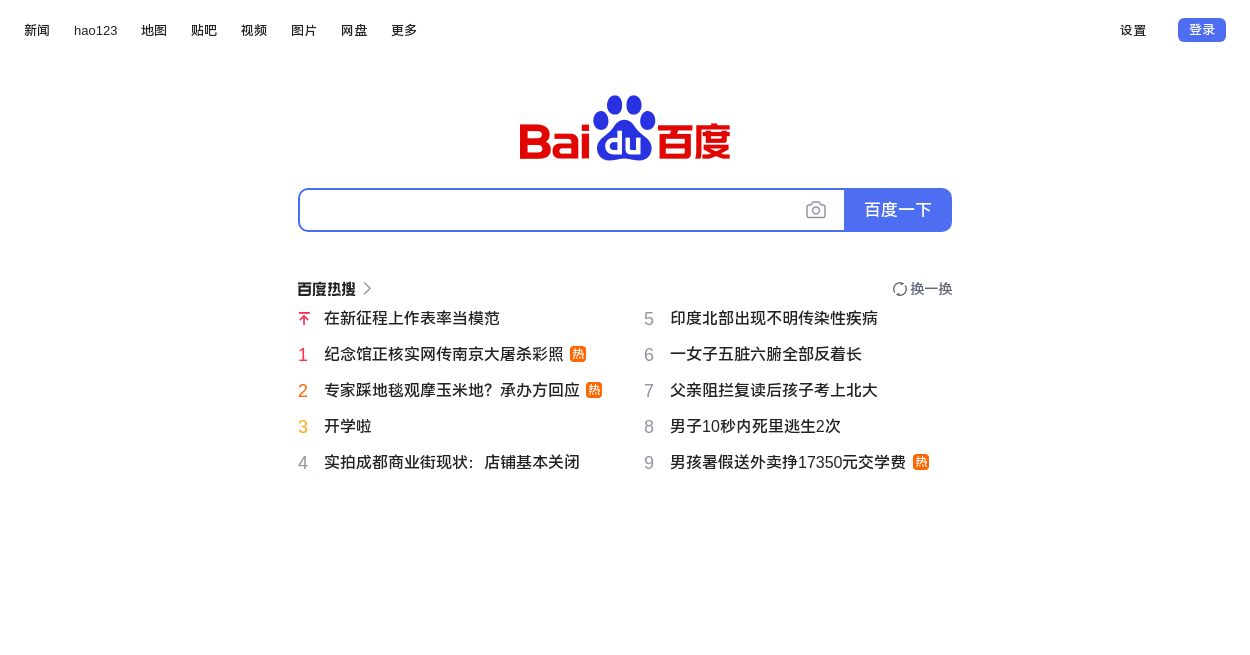 新闻 hao123 地图 贴吧 视频 图片 网盘 更多 设置 登录
Bai du 百度
百度一下
百度热搜 换一换
在新征程上作表率当模范
1 纪念馆正核实网传南京大屠杀彩照 热
2 专家踩地毯观摩玉米地？承办方回应 热
3 开学啦
4 实拍成都商业街现状：店铺基本关闭
5 印度北部出现不明传染性疾病
6 一女子五脏六腑全部反着长
7 父亲阻拦复读后孩子考上北大
8 男子10秒内死里逃生2次
9 男孩暑假送外卖挣17350元交学费 热